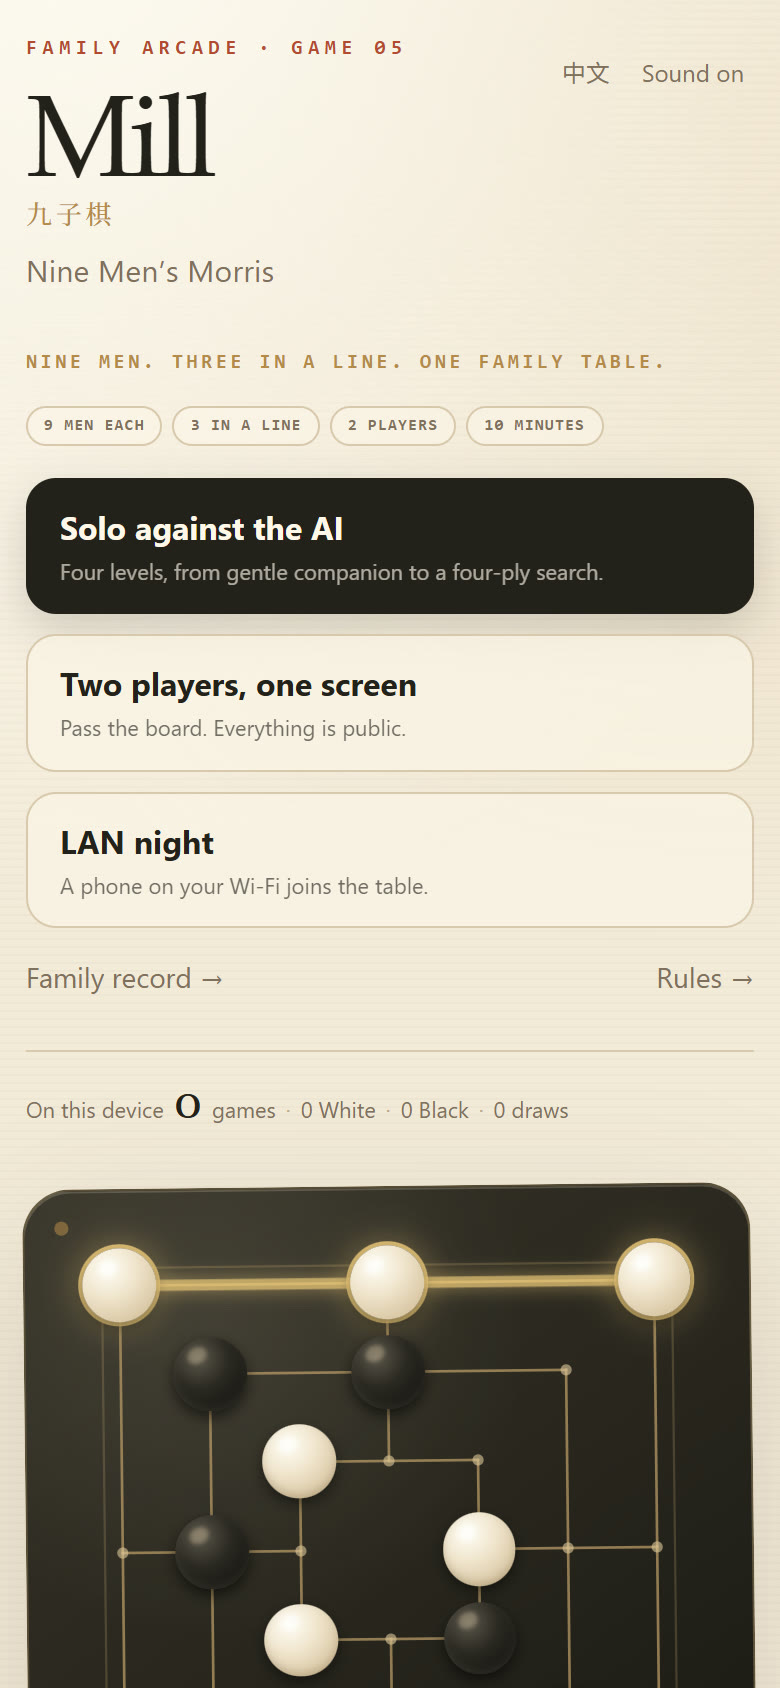 FAMILY ARCADE · GAME 05
中文 Sound on
Mill
九子棋
Nine Men’s Morris
NINE MEN. THREE IN A LINE. ONE FAMILY TABLE.
9 MEN EACH 3 IN A LINE 2 PLAYERS 10 MINUTES
Solo against the AI
Four levels, from gentle companion to a four-ply search.
Two players, one screen
Pass the board. Everything is public.
LAN night
A phone on your Wi-Fi joins the table.
Family record → Rules →
On this device 0 games · 0 White · 0 Black · 0 draws